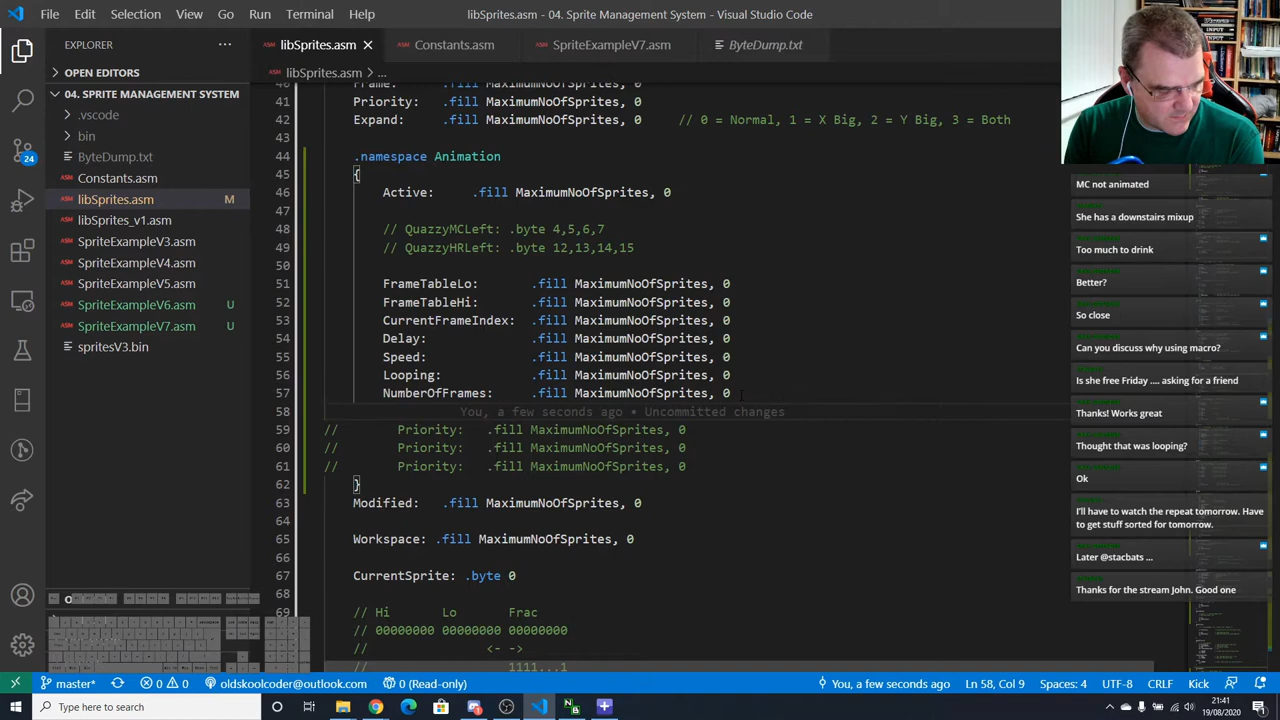 File Edit Selection View Go Run Terminal Help
04. Sprite Management System - Visual Studio Code
EXPLORER
OPEN EDITORS
04. SPRITE MANAGEMENT SYSTEM
.vscode
bin
ByteDump.txt
Constants.asm
libSprites.asm M
libSprites_v1.asm
SpriteExampleV3.asm
SpriteExampleV4.asm
SpriteExampleV5.asm
SpriteExampleV6.asm U
SpriteExampleV7.asm U
spritesV3.bin
24
libSprites.asm
Constants.asm
SpriteExampleV7.asm
libSprites.asm > ...
40 Frame: .fill MaximumNoOfSprites, 0
41 Priority: .fill MaximumNoOfSprites, 0
42 Expand: .fill MaximumNoOfSprites, 0 // 0 = Normal, 1 = X Big, 2 = Y Big, 3 = Both
43
44 .namespace Animation
45 {
46 Active: .fill MaximumNoOfSprites, 0
47
48 // QuazzyMCLeft: .byte 4,5,6,7
49 // QuazzyHRLeft: .byte 12,13,14,15
50
51 FrameTableLo: .fill MaximumNoOfSprites, 0
52 FrameTableHi: .fill MaximumNoOfSprites, 0
53 .fill MaximumNoOfSprites, 0
54 Delay: .fill MaximumNoOfSprites, 0
55 Speed: .fill MaximumNoOfSprites, 0
56 Looping: .fill MaximumNoOfSprites, 0
57 NumberOfFrames: .fill MaximumNoOfSprites, 0
58 You, a few seconds ago • Uncommitted changes
59 // Priority: .fill MaximumNoOfSprites, 0
60 // Priority: .fill MaximumNoOfSprites, 0
61 // Priority: .fill MaximumNoOfSprites, 0
62 }
63 Modified: .fill MaximumNoOfSprites, 0
64
65 Workspace: .fill MaximumNoOfSprites, 0
66
67 CurrentSprite: .byte 0
68
69 // Hi Lo Frac
MC not animated
She has a downstairs mixup
Too much to drink
Better?
So close
Can you discuss why using macro?
Is she free Friday .... asking for a friend
Thanks! Works great
Thought that was looping?
Ok
I'll have to watch the repeat tomorrow. Have
to get stuff sorted for tomorrow.
Later @stacbats ...
Thanks for the stream John. Good one
master* 0 0 oldskoolcoder@outlook.com 0 (Read-only) You, a few seconds ago Ln 58, Col 9 Spaces: 4 UTF-8 CRLF Kick
Type here to search
21:41
19/08/2020